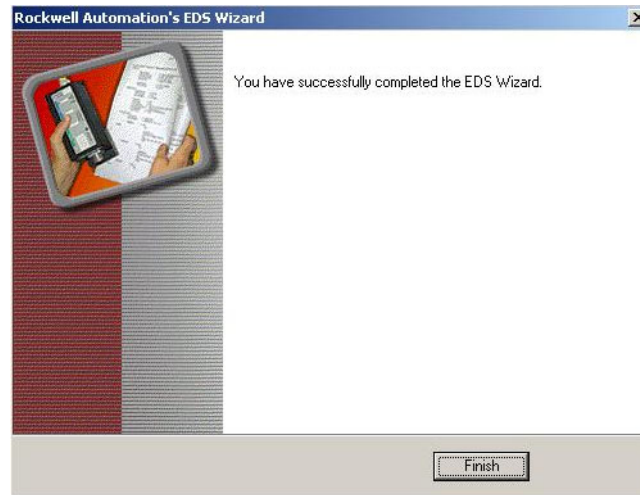 Rockwell Automation's EDS Wizard
You have successfully completed the EDS Wizard.
Finish